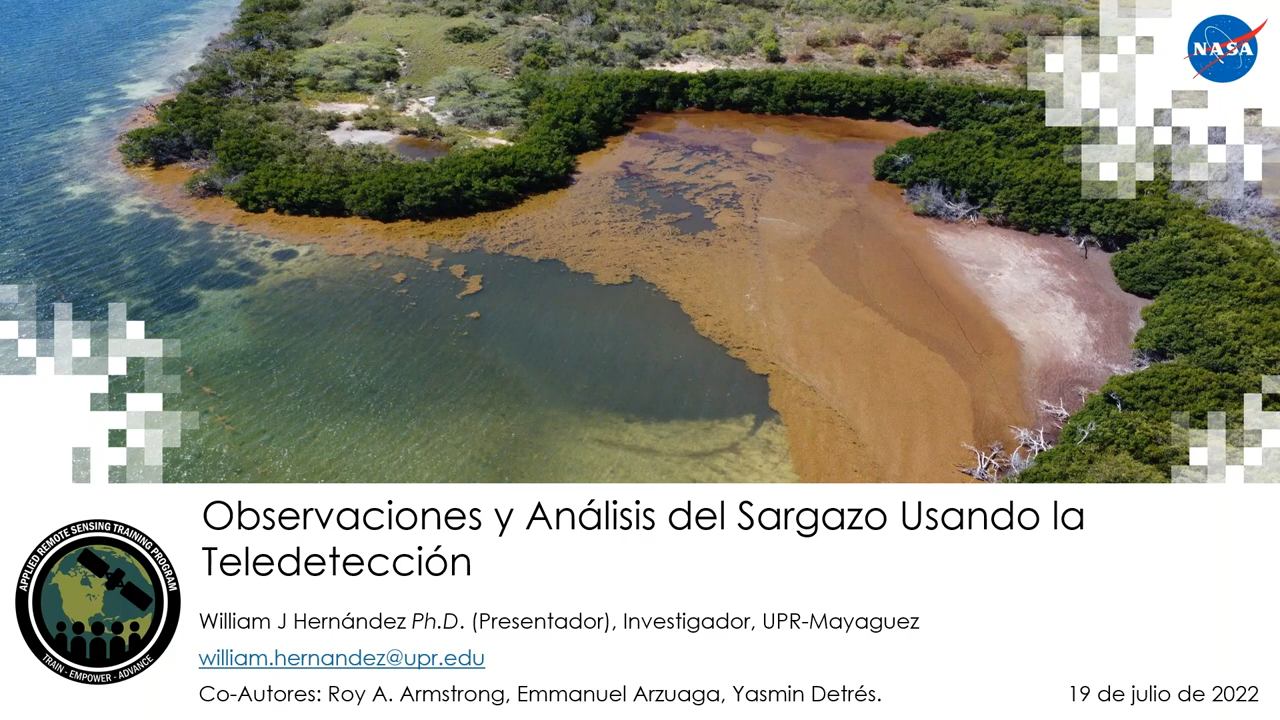 NASA
Observaciones y Análisis del Sargazo Usando la
Teledetección
APPLIED REMOTE SENSING TRAINING PROGRAM
TRAIN - EMPOWER - ADVANCE
William J Hernández Ph.D. (Presentador), Investigador, UPR-Mayaguez
william.hernandez@upr.edu
Co-Autores: Roy A. Armstrong, Emmanuel Arzuaga, Yasmin Detrés.
19 de julio de 2022